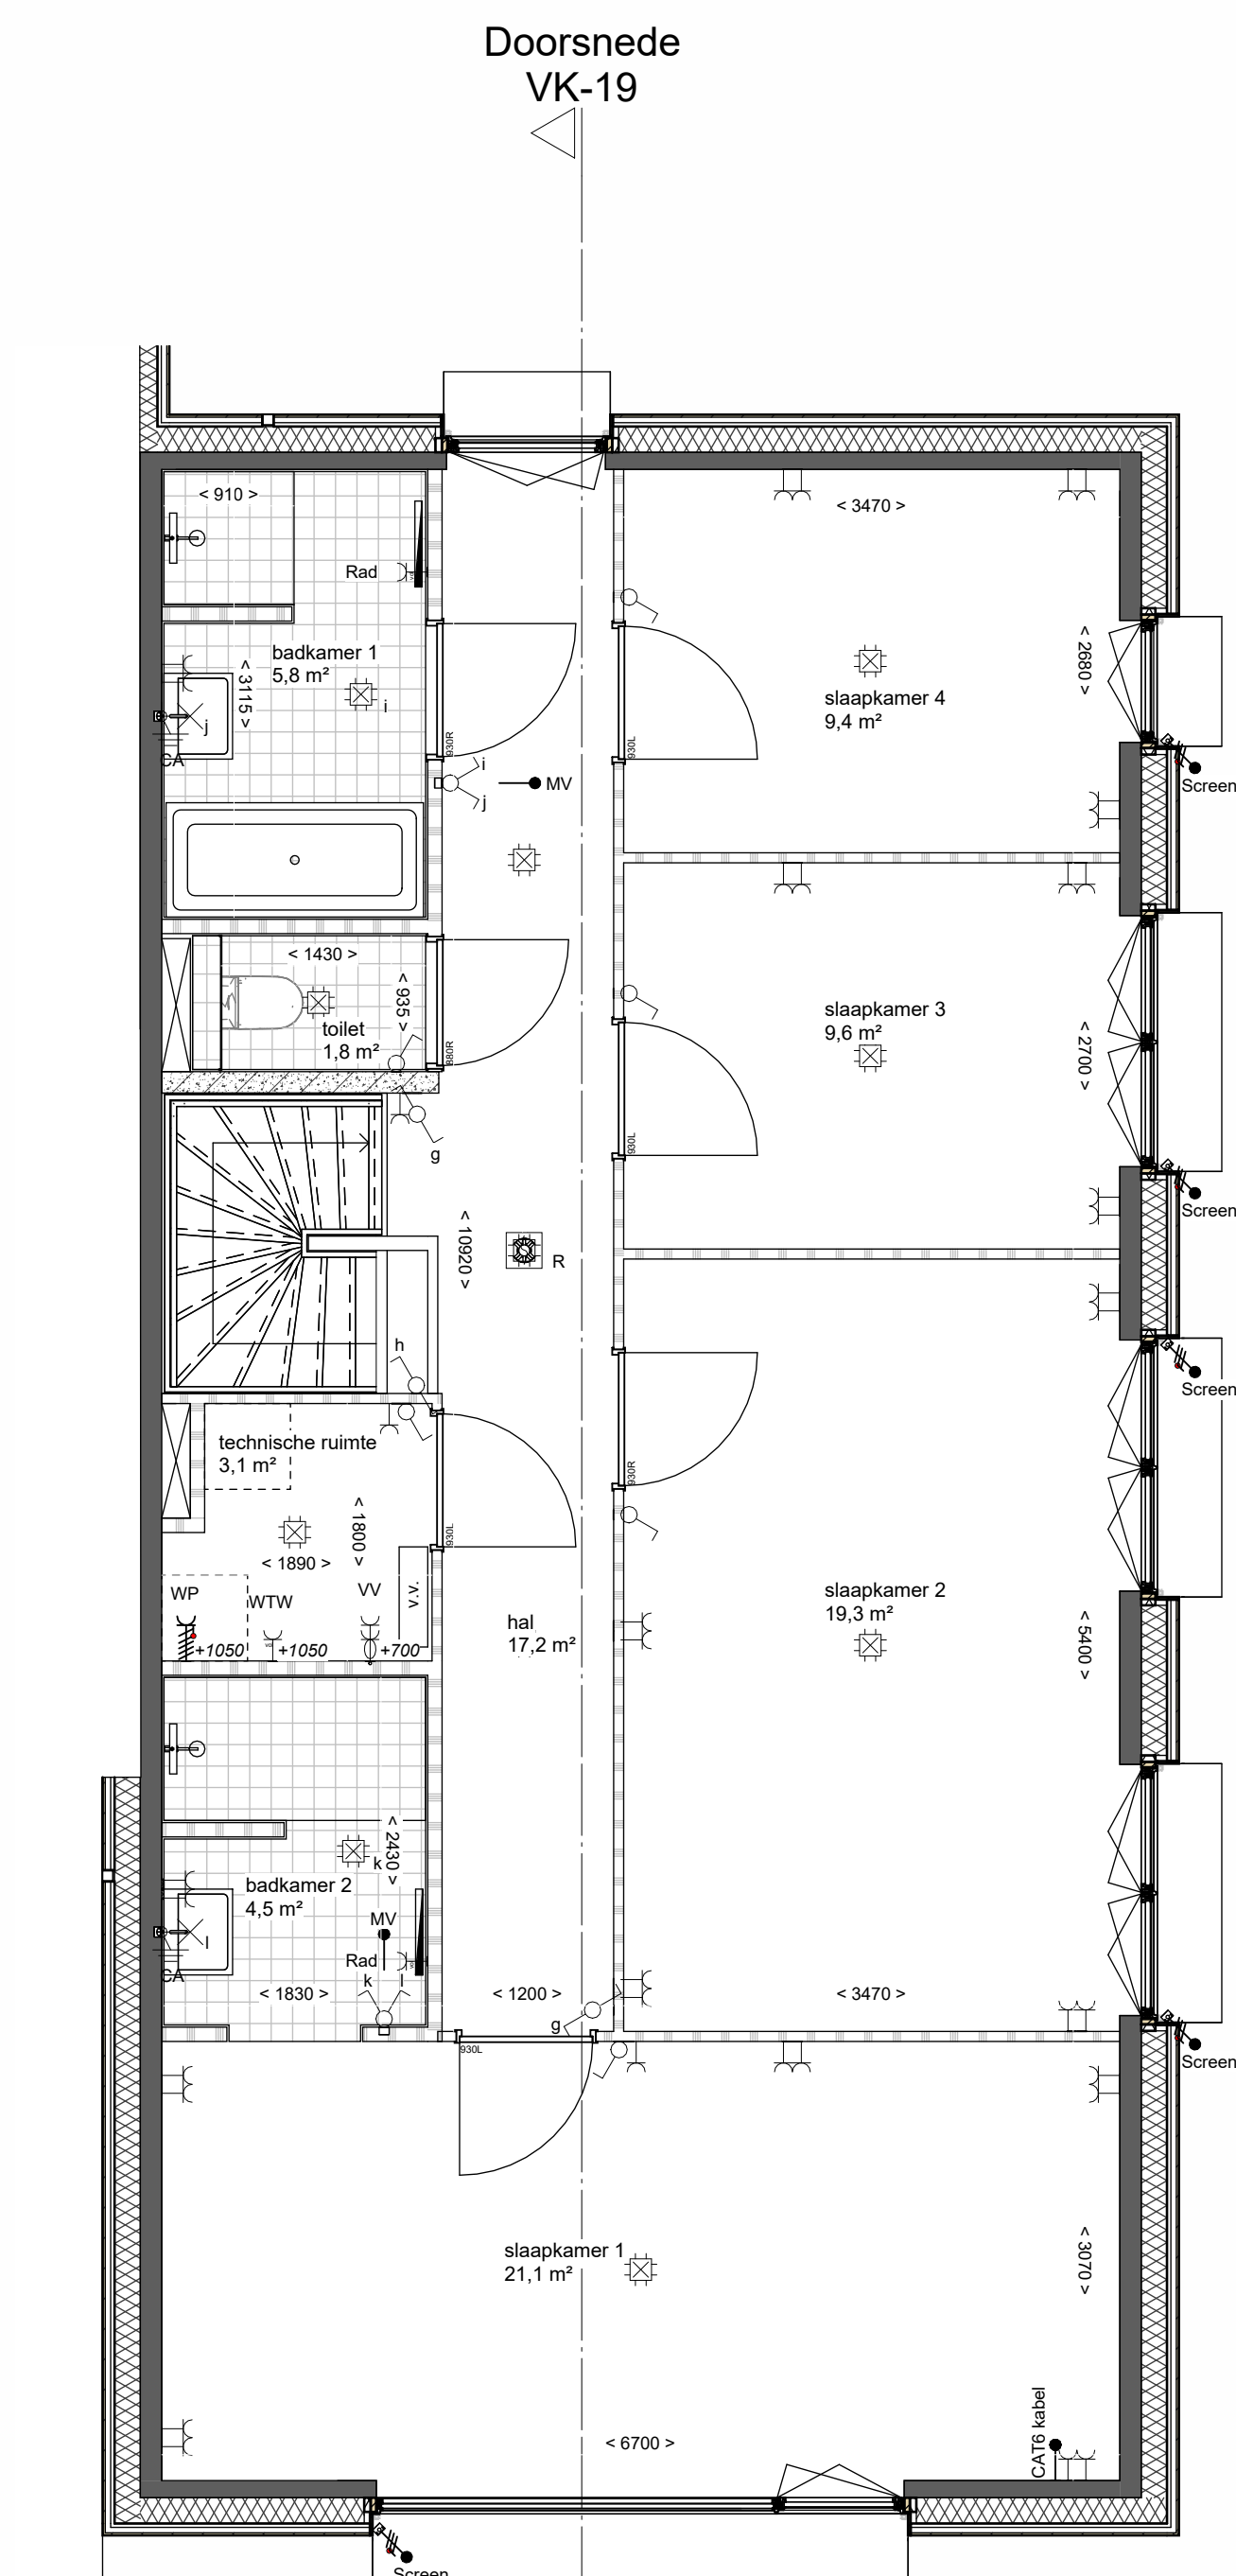 Doorsnede
VK-19
< 910 >
< 3470 >
Rad
badkamer 1
5,8 m²
< 3115 >
i
j
CA
930R
i
j
MV
930L
slaapkamer 4
9,4 m²
< 2680 >
Screen
< 1430 >
< 935 >
toilet
1,8 m²
880R
g
slaapkamer 3
9,6 m²
< 2700 >
930L
Screen
< 10920 >
R
h
Screen
technische ruimte
3,1 m²
930R
930L
< 1800 >
< 1890 >
WP
WTW
VV
v.v.
+1050
+1050
+700
hal
17,2 m²
slaapkamer 2
19,3 m²
< 5400 >
k
< 2430 >
badkamer 2
4,5 m²
l
MV
Rad
k
l
CA
< 1830 >
< 1200 >
< 3470 >
g
930L
Screen
slaapkamer 1
21,1 m²
< 3070 >
CAT6 kabel
< 6700 >
Screen